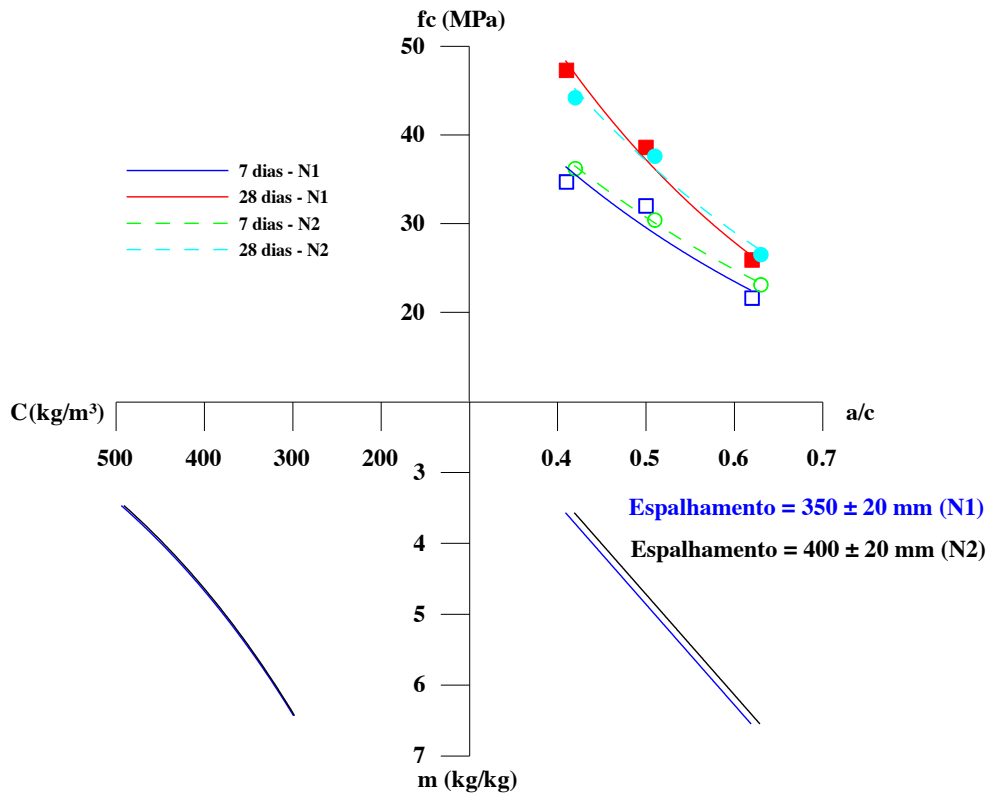 fc (MPa)
50
40
30
20
7 dias - N1
28 dias - N1
7 dias - N2
28 dias - N2
C(kg/m³)
a/c
500 400 300 200
0.4 0.5 0.6 0.7
3
4
5
6
7
m (kg/kg)
Espalhamento = 350 ± 20 mm (N1)
Espalhamento = 400 ± 20 mm (N2)